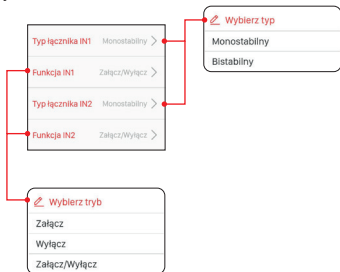 Typ łącznika IN1 Monostabilny
Funkcja IN1 Załącz/Wyłącz
Typ łącznika IN2 Monostabilny
Funkcja IN2 Załącz/Wyłącz
Wybierz typ
Monostabilny
Bistabilny
Wybierz tryb
Załącz
Wyłącz
Załącz/Wyłącz